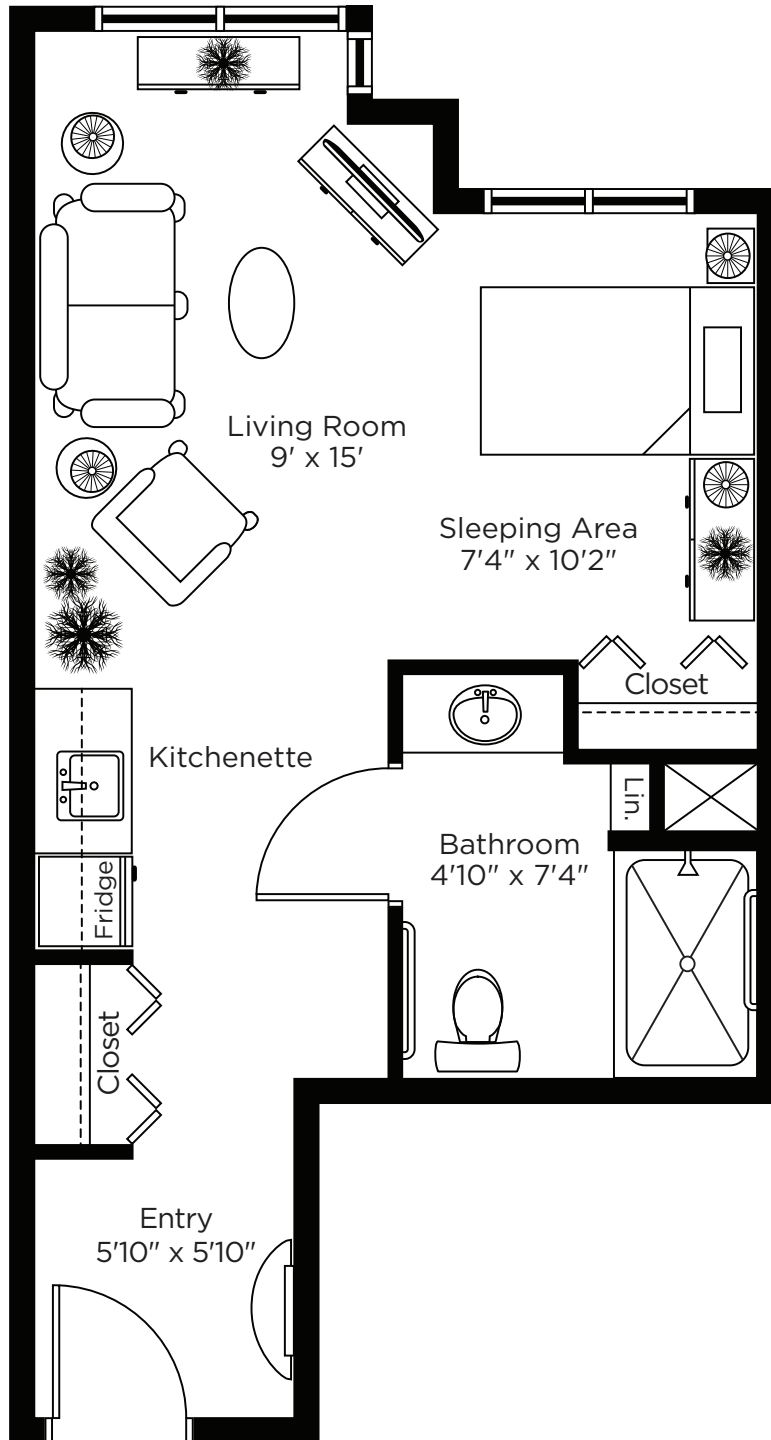 Living Room
9' x 15'
Sleeping Area
7'4" x 10'2"
Closet
Kitchenette
Lin.
Bathroom
4'10" x 7'4"
Fridge
Closet
Entry
5'10" x 5'10"